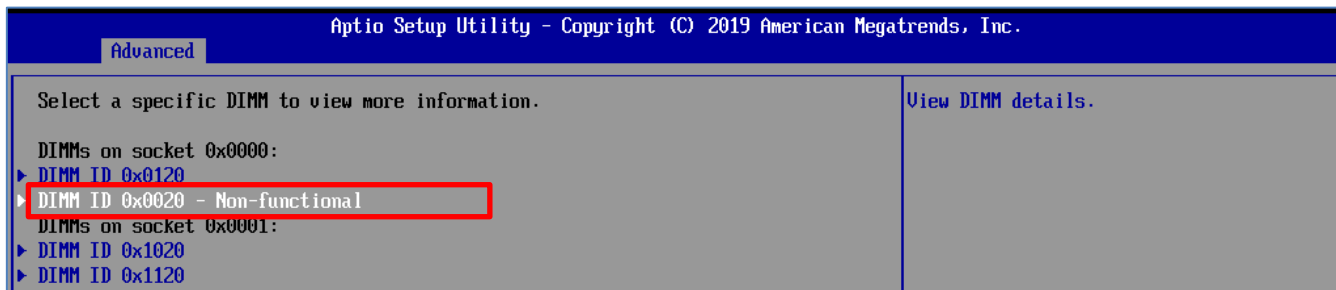 Aptio Setup Utility - Copyright (C) 2019 American Megatrends, Inc.
Advanced
Select a specific DIMM to view more information.
View DIMM details.
DIMMs on socket 0x0000:
DIMM ID 0x0120
DIMM ID 0x0020 - Non-functional
DIMMs on socket 0x0001:
DIMM ID 0x1020
DIMM ID 0x1120